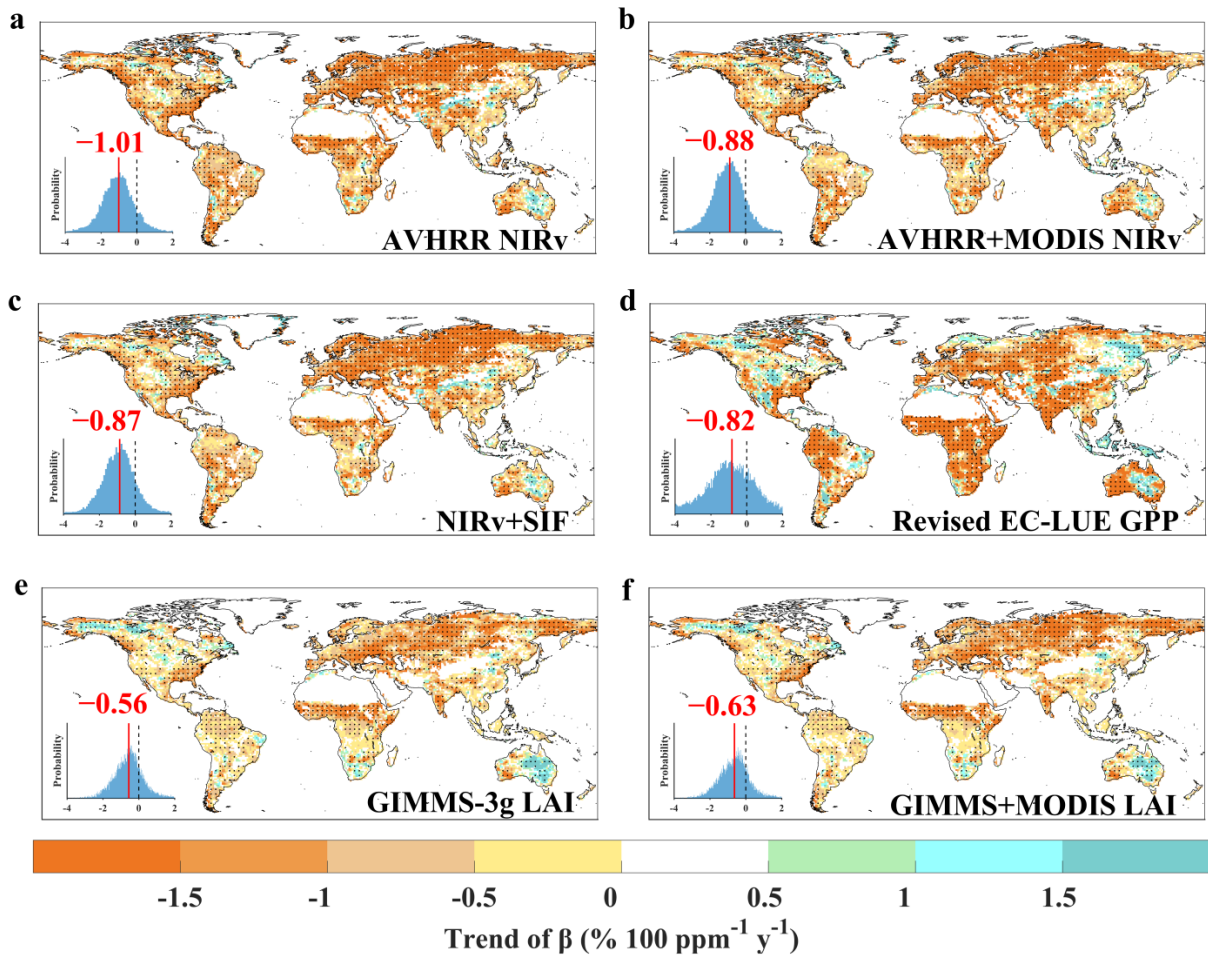 a
−1.01
Probability
-4 -2 0 2
AVHRR NIRv
b
−0.88
Probability
-4 -2 0 2
AVHRR+MODIS NIRv
c
−0.87
Probability
-4 -2 0 2
NIRv+SIF
d
−0.82
Probability
-4 -2 0 2
Revised EC-LUE GPP
e
−0.56
Probability
-4 -2 0 2
GIMMS-3g LAI
f
−0.63
Probability
-4 -2 0 2
GIMMS+MODIS LAI
-1.5 -1 -0.5 0 0.5 1 1.5
Trend of β (% 100 ppm⁻¹ y⁻¹)